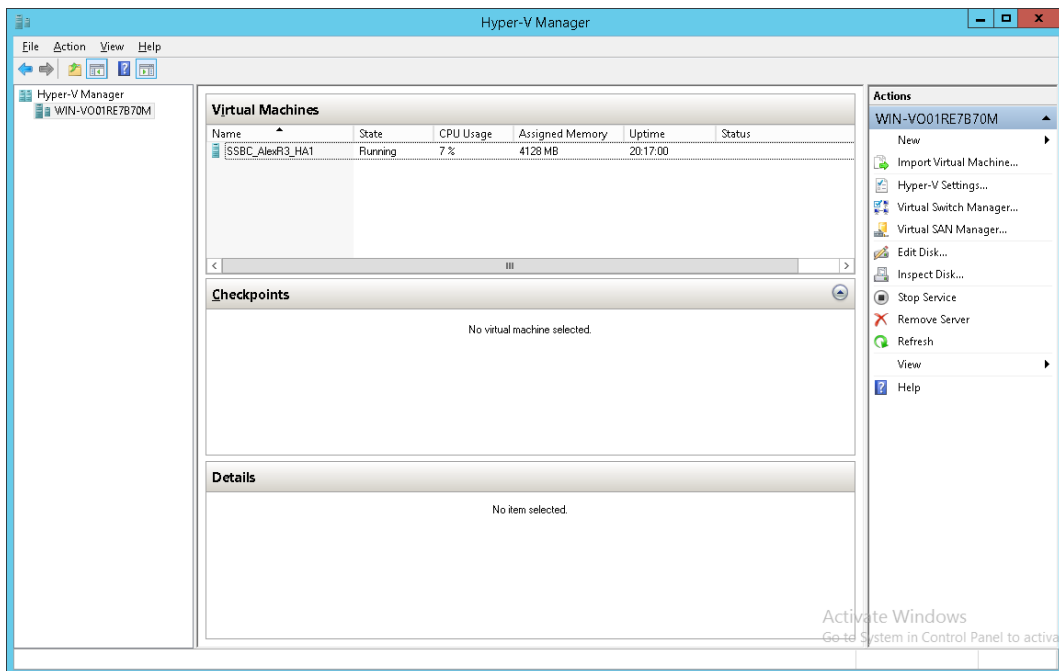 Hyper-V Manager
File Action View Help
Hyper-V Manager
WIN-VO01RE7B70M
Virtual Machines
Name State CPU Usage Assigned Memory Uptime Status
SSBC_AlexR3_HA1 Running 7 % 4128 MB 20:17:00
Checkpoints
No virtual machine selected.
Details
No item selected.
Actions
WIN-VO01RE7B70M
New
Import Virtual Machine...
Hyper-V Settings...
Virtual Switch Manager...
Virtual SAN Manager...
Edit Disk...
Inspect Disk...
Stop Service
Remove Server
Refresh
View
Help
Activate Windows
Go to System in Control Panel to activa